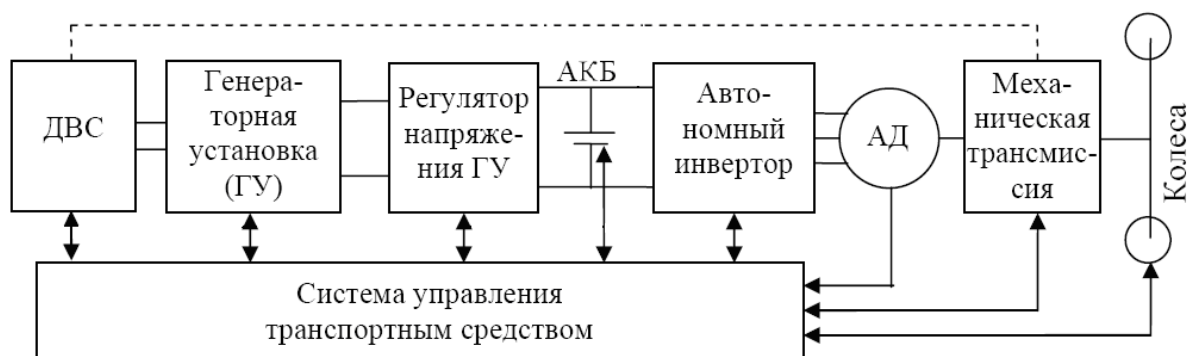 ДВС
Генера-
торная
установка
(ГУ)
Регулятор
напряже-
ния ГУ
АКБ
Авто-
номный
инвертор
АД
Меха-
ническая
трансмис-
сия
Колеса
Система управления
транспортным средством